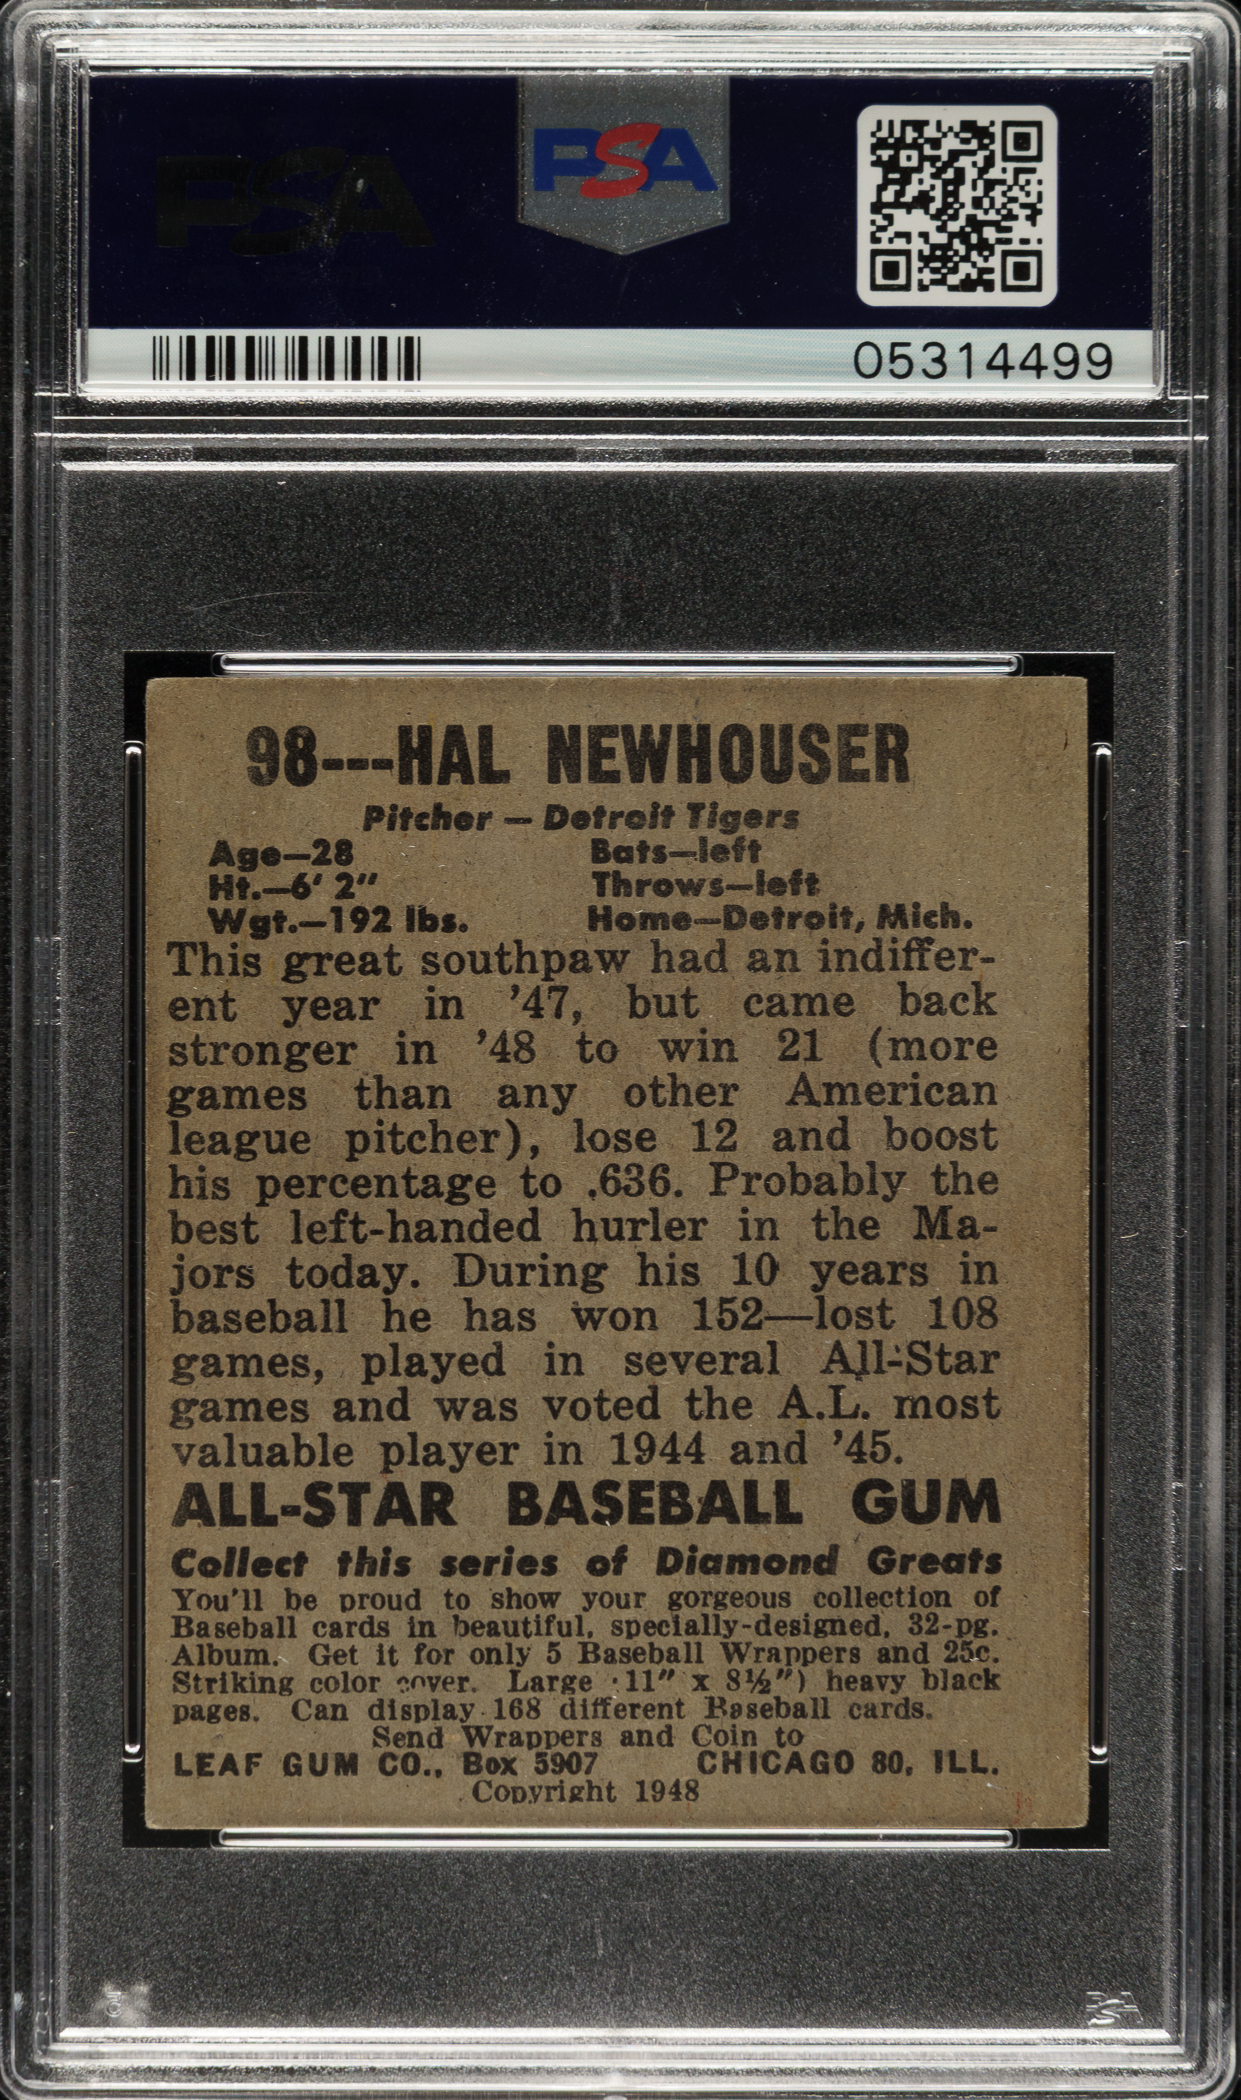 PSA
PSA
05314499
98---HAL NEWHOUSER
Pitcher — Detroit Tigers
Age—28 Bats—left
Ht.—6' 2" Throws—left
Wgt.—192 lbs. Home—Detroit, Mich.
This great southpaw had an indiffer-
ent year in '47, but came back
stronger in '48 to win 21 (more
games than any other American
league pitcher), lose 12 and boost
his percentage to .636. Probably the
best left-handed hurler in the Ma-
jors today. During his 10 years in
baseball he has won 152—lost 108
games, played in several All-Star
games and was voted the A.L. most
valuable player in 1944 and '45.
ALL-STAR BASEBALL GUM
Collect this series of Diamond Greats
You'll be proud to show your gorgeous collection of
Baseball cards in beautiful, specially-designed, 32-pg.
Album. Get it for only 5 Baseball Wrappers and 25c.
Striking color cover. Large (11" x 8½") heavy black
pages. Can display 168 different Baseball cards.
Send Wrappers and Coin to
LEAF GUM CO., Box 5907 CHICAGO 80, ILL.
Copyright 1948
PSA